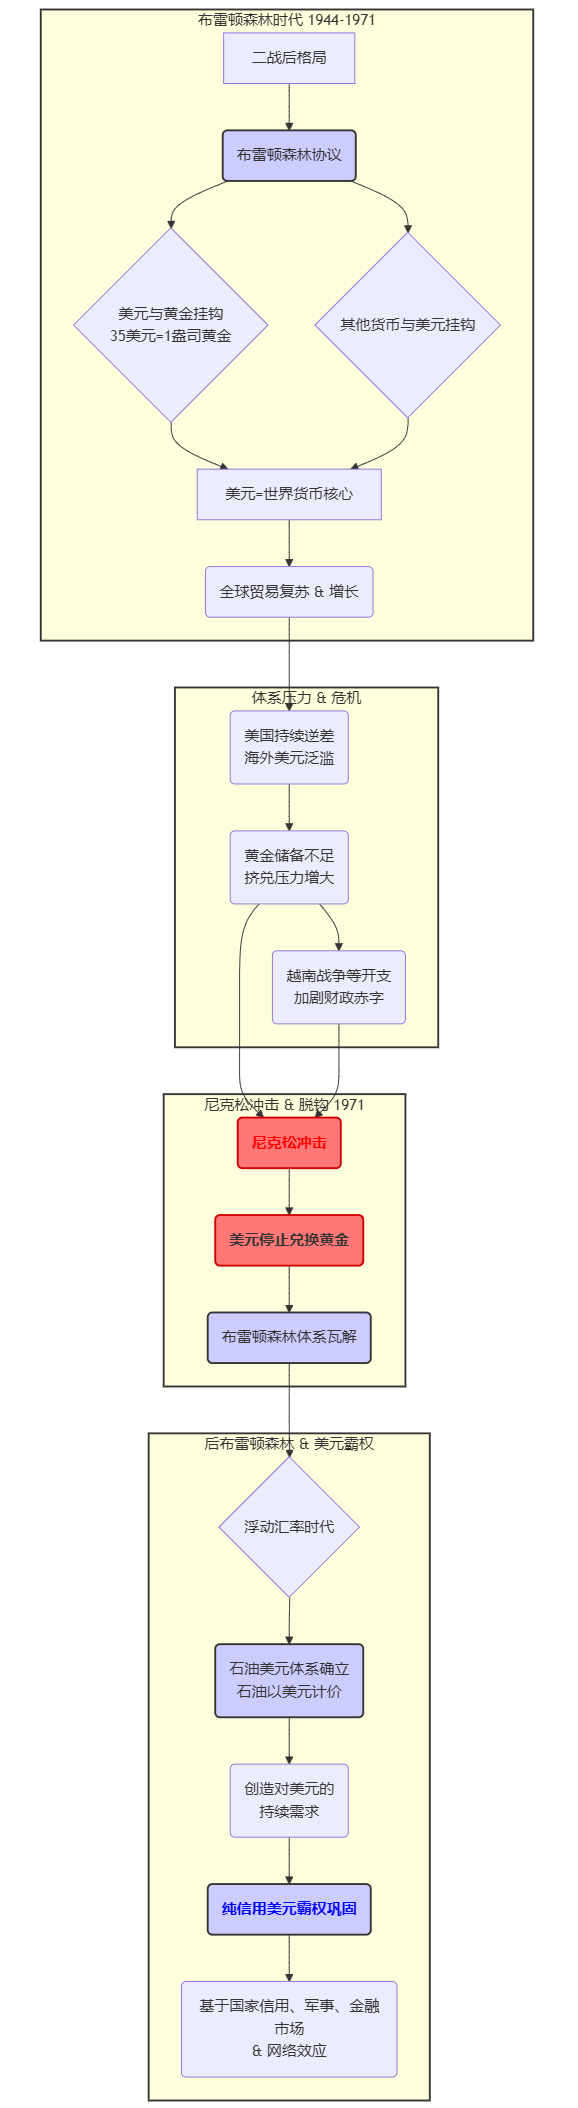 布雷顿森林时代 1944-1971
二战后格局
布雷顿森林协议
美元与黄金挂钩
35美元=1盎司黄金
其他货币与美元挂钩
美元=世界货币核心
全球贸易复苏 & 增长
体系压力 & 危机
美国持续逆差
海外美元泛滥
黄金储备不足
挤兑压力增大
越南战争等开支
加剧财政赤字
尼克松冲击 & 脱钩 1971
尼克松冲击
美元停止兑换黄金
布雷顿森林体系瓦解
后布雷顿森林 & 美元霸权
浮动汇率时代
石油美元体系确立
石油以美元计价
创造对美元的
持续需求
纯信用美元霸权巩固
基于国家信用、军事、金融
市场
& 网络效应